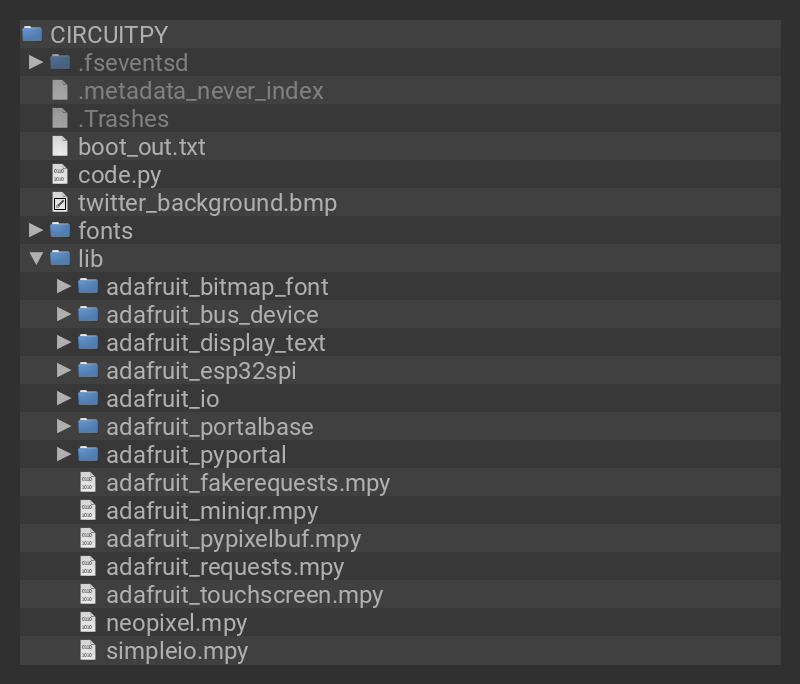 CIRCUITPY
.fseventsd
.metadata_never_index
.Trashes
boot_out.txt
code.py
twitter_background.bmp
fonts
lib
adafruit_bitmap_font
adafruit_bus_device
adafruit_display_text
adafruit_esp32spi
adafruit_io
adafruit_portalbase
adafruit_pyportal
adafruit_fakerequests.mpy
adafruit_miniqr.mpy
adafruit_pypixelbuf.mpy
adafruit_requests.mpy
adafruit_touchscreen.mpy
neopixel.mpy
simpleio.mpy